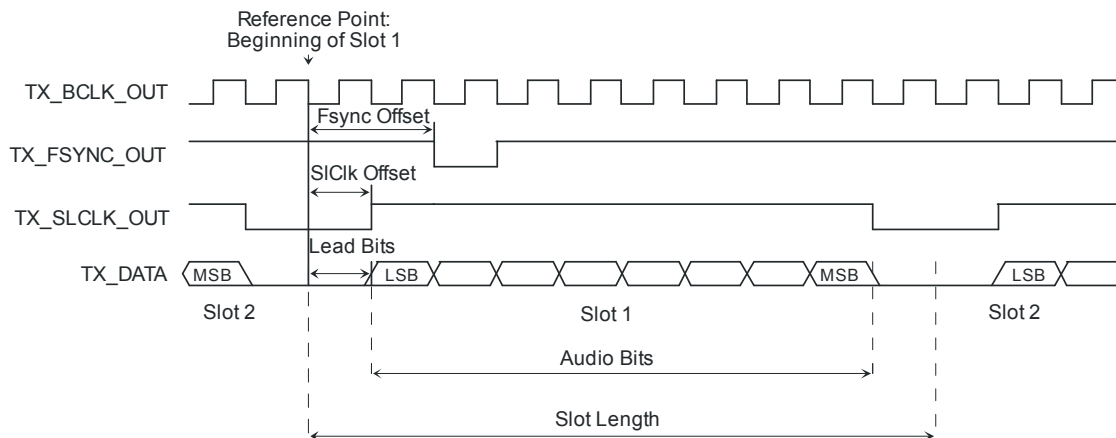 Reference Point:
Beginning of Slot 1
TX_BCLK_OUT
Fsync Offset
TX_FSYNC_OUT
SlClk Offset
TX_SLCLK_OUT
Lead Bits
TX_DATA
MSB
LSB
MSB
LSB
Slot 2
Slot 1
Slot 2
Audio Bits
Slot Length